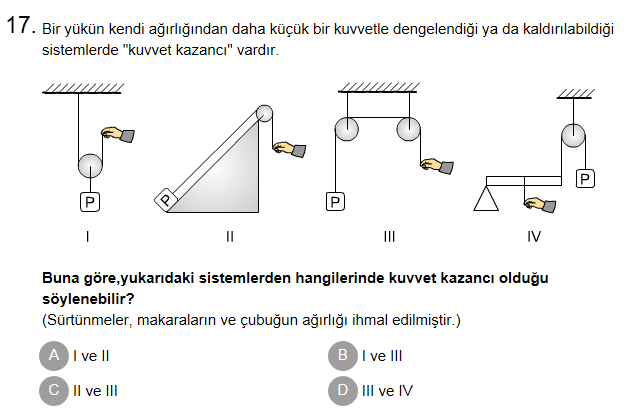 17. Bir yükün kendi ağırlığından daha küçük bir kuvvetle dengelendiği ya da kaldırılabildiği
sistemlerde "kuvvet kazancı" vardır.
P
P
P
P
I
II
III
IV
Buna göre,yukarıdaki sistemlerden hangilerinde kuvvet kazancı olduğu
söylenebilir?
(Sürtünmeler, makaraların ve çubuğun ağırlığı ihmal edilmiştir.)
A I ve II
B I ve III
C II ve III
D III ve IV